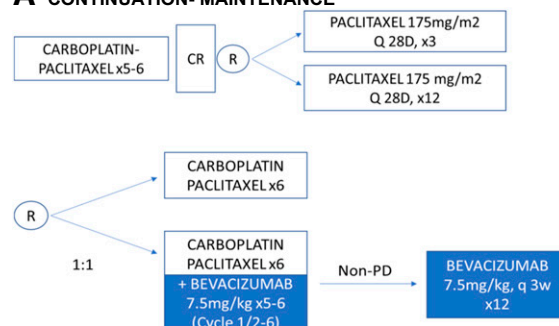 A CONTINUATION- MAINTENANCE
PACLITAXEL 175mg/m2
Q 28D, x3
CARBOPLATIN-
PACLITAXEL x5-6
CR
R
PACLITAXEL 175 mg/m2
Q 28D, x12
CARBOPLATIN
PACLITAXEL x6
R
1:1
CARBOPLATIN
PACLITAXEL x6
+ BEVACIZUMAB
7.5mg/kg x5-6
(Cycle 1/2-6)
Non-PD
BEVACIZUMAB
7.5mg/kg, q 3w
x12